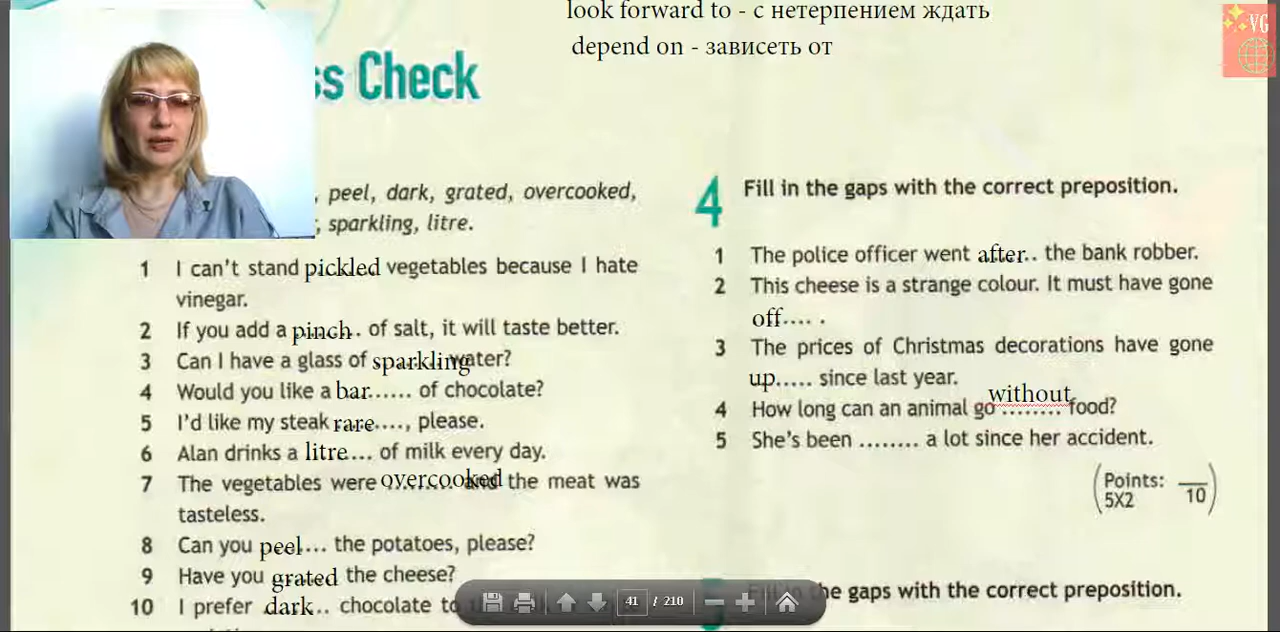 look forward to - с нетерпением ждать
depend on - зависеть от
VG
ss Check
, peel, dark, grated, overcooked,
; sparkling, litre.
1 I can't stand pickled vegetables because I hate
vinegar.
2 If you add a pinch.. of salt, it will taste better.
3 Can I have a glass of sparkling water?
4 Would you like a bar...... of chocolate?
5 I'd like my steak rare...., please.
6 Alan drinks a litre... of milk every day.
7 The vegetables were overcooked and the meat was
tasteless.
8 Can you peel... the potatoes, please?
9 Have you grated the cheese?
10 I prefer dark.. chocolate to
4 Fill in the gaps with the correct preposition.
1 The police officer went after.. the bank robber.
2 This cheese is a strange colour. It must have gone
off.... .
3 The prices of Christmas decorations have gone
up..... since last year.
without
4 How long can an animal go ........ food?
5 She's been ........ a lot since her accident.
(Points: __
5X2 10)
Fill in the gaps with the correct preposition.
41 / 210